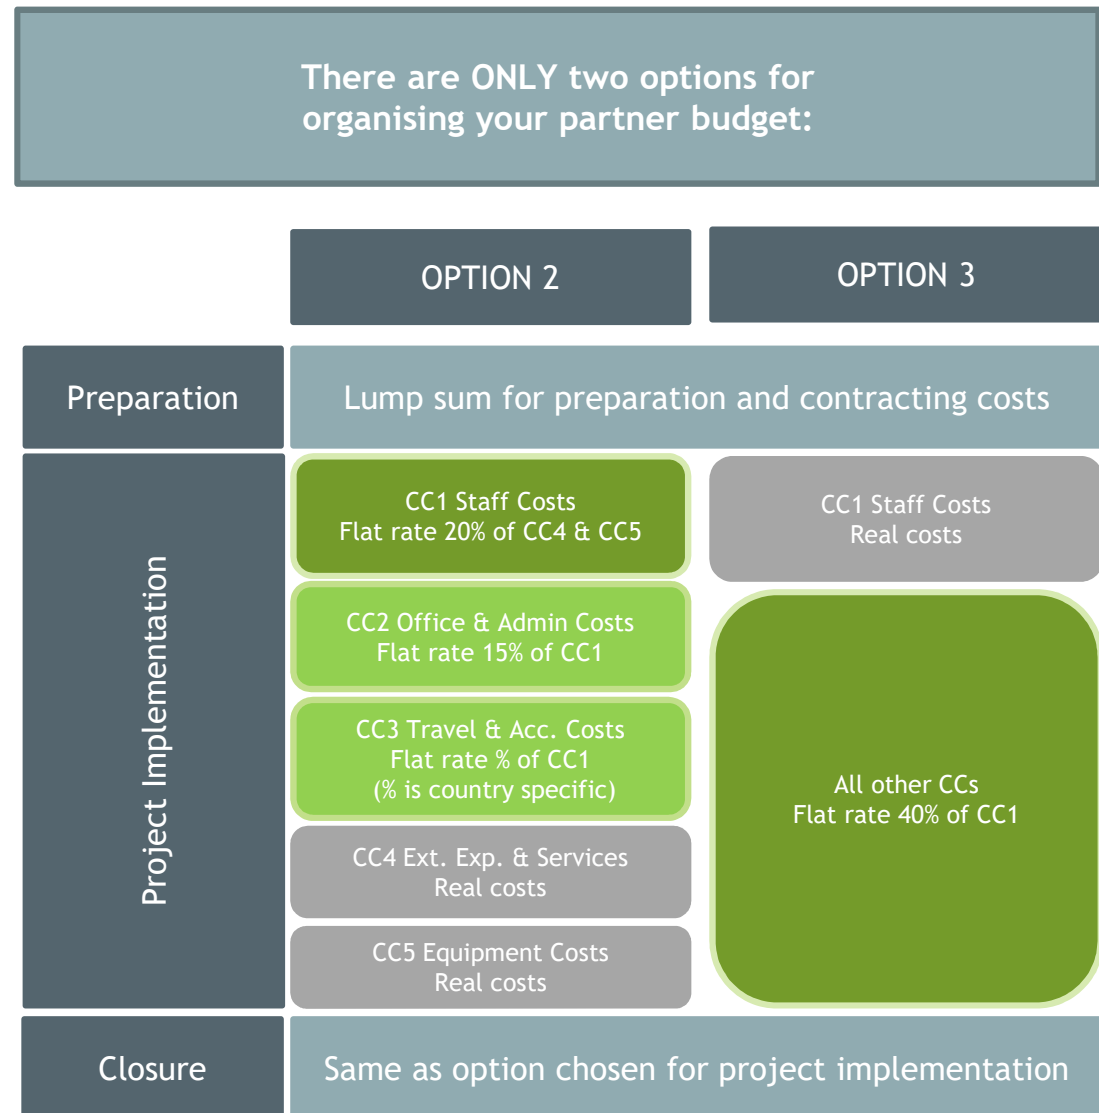 There are ONLY two options for
organising your partner budget:
OPTION 2
OPTION 3
Preparation
Lump sum for preparation and contracting costs
Project Implementation
CC1 Staff Costs
Flat rate 20% of CC4 & CC5
CC2 Office & Admin Costs
Flat rate 15% of CC1
CC3 Travel & Acc. Costs
Flat rate % of CC1
(% is country specific)
CC4 Ext. Exp. & Services
Real costs
CC5 Equipment Costs
Real costs
CC1 Staff Costs
Real costs
All other CCs
Flat rate 40% of CC1
Closure
Same as option chosen for project implementation